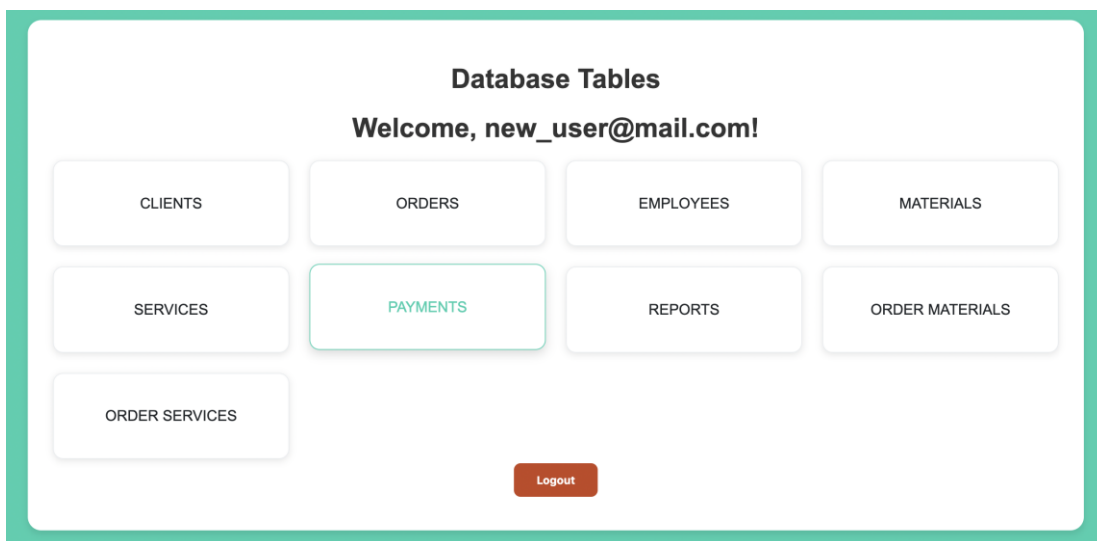 Database Tables
Welcome, new_user@mail.com!
CLIENTS
ORDERS
EMPLOYEES
MATERIALS
SERVICES
PAYMENTS
REPORTS
ORDER MATERIALS
ORDER SERVICES
Logout